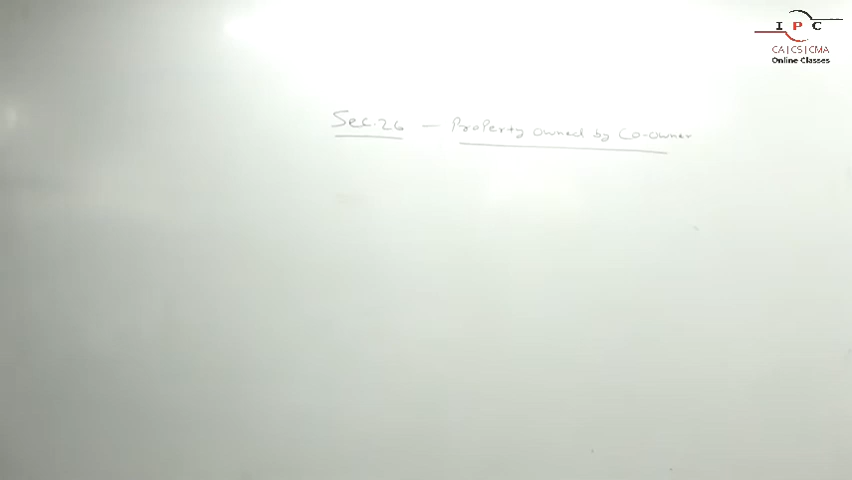 I P C
CA|CS|CMA
Online Classes
Sec.26 - Property owned by Co-owner